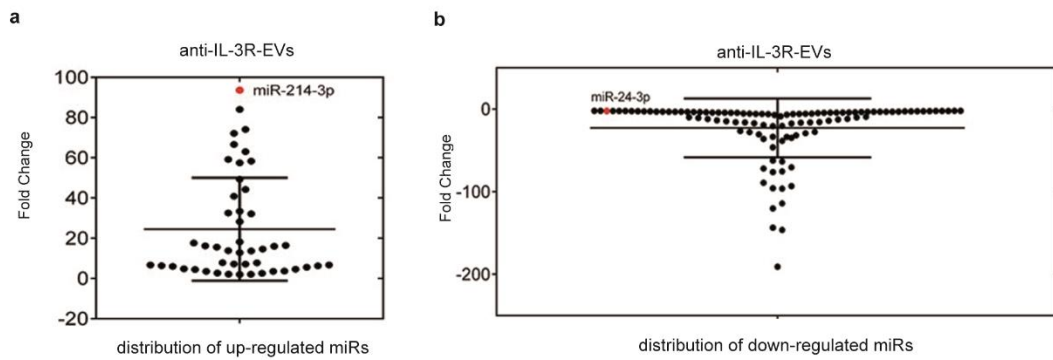 a
anti-IL-3R-EVs
Fold Change
100
80
60
40
20
0
-20
miR-214-3p
distribution of up-regulated miRs
b
anti-IL-3R-EVs
Fold Change
0
-100
-200
miR-24-3p
distribution of down-regulated miRs